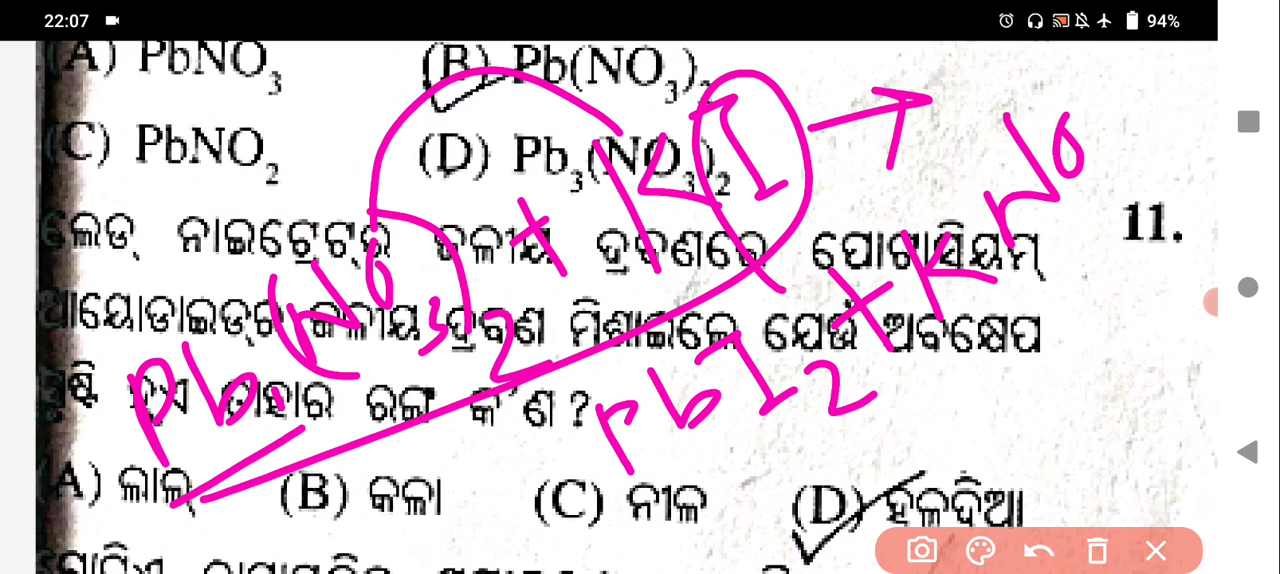 22:07 94%
(A) PbNO3 (B) Pb(NO3)2
(C) PbNO2 (D) Pb3(NO3)2
ଲେଡ୍ ନାଇଟ୍ରେଟ୍‌ର ଜଳୀୟ ଦ୍ରବଣରେ ପୋଟାସିୟମ୍ 11.
ଆୟୋଡାଇଡ୍‌ର ଜଳୀୟ ଦ୍ରବଣ ମିଶାଇଲେ ଯେଉଁ ଅବକ୍ଷେପ
ସୃଷ୍ଟି ହୁଏ ତାହାର ରଙ୍ଗ କ'ଣ ?
(A) ଲାଲ୍ (B) କଳା (C) ନୀଳ (D) ହଳଦିଆ
Pb(NO3)2 + KI → PbI2 + KNO